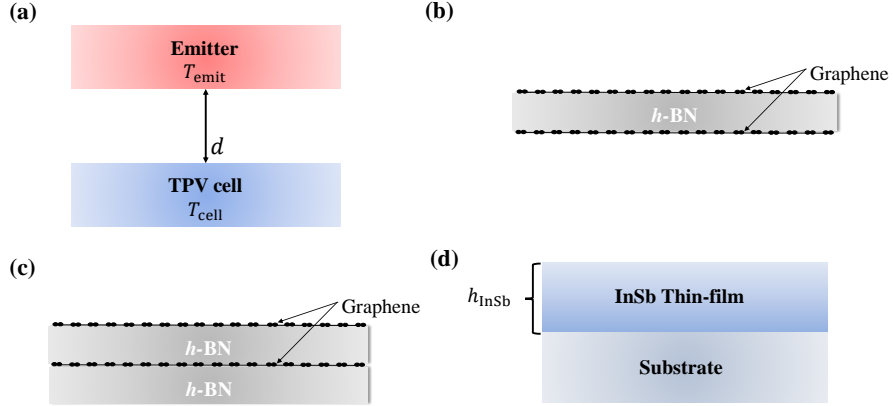 (a)
Emitter
T_emit
d
TPV cell
T_cell
(b)
Graphene
h-BN
(c)
Graphene
h-BN
h-BN
(d)
h_InSb
InSb Thin-film
Substrate